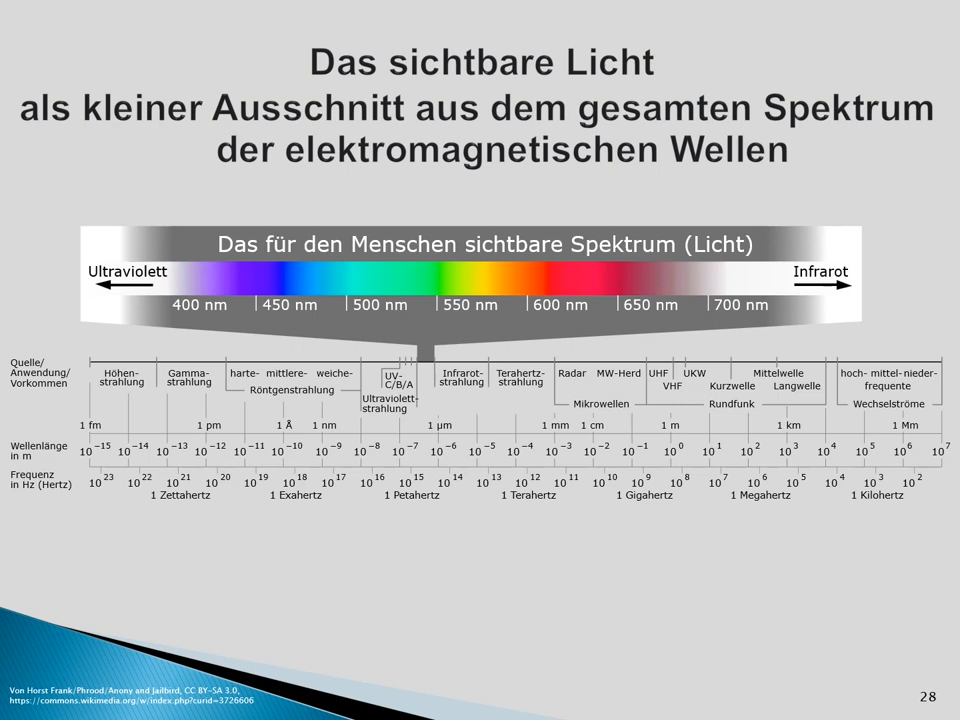 Das sichtbare Licht
als kleiner Ausschnitt aus dem gesamten Spektrum
der elektromagnetischen Wellen
Das für den Menschen sichtbare Spektrum (Licht)
Ultraviolett
Infrarot
400 nm 450 nm 500 nm 550 nm 600 nm 650 nm 700 nm
Quelle/
Anwendung/
Vorkommen
Höhen-
strahlung
Gamma-
strahlung
harte- mittlere- weiche-
Röntgenstrahlung
UV-
C/B/A
Ultraviolett-
strahlung
Infrarot-
strahlung
Terahertz-
strahlung
Radar MW-Herd
Mikrowellen
UHF UKW Mittelwelle
VHF Kurzwelle Langwelle
Rundfunk
hoch- mittel- nieder-
frequente
Wechselströme
1 fm 1 pm 1 Å 1 nm 1 µm 1 mm 1 cm 1 m 1 km 1 Mm
Wellenlänge
in m
10⁻¹⁵ 10⁻¹⁴ 10⁻¹³ 10⁻¹² 10⁻¹¹ 10⁻¹⁰ 10⁻⁹ 10⁻⁸ 10⁻⁷ 10⁻⁶ 10⁻⁵ 10⁻⁴ 10⁻³ 10⁻² 10⁻¹ 10⁰ 10¹ 10² 10³ 10⁴ 10⁵ 10⁶ 10⁷
Frequenz
in Hz (Hertz)
10²³ 10²² 10²¹ 10²⁰ 10¹⁹ 10¹⁸ 10¹⁷ 10¹⁶ 10¹⁵ 10¹⁴ 10¹³ 10¹² 10¹¹ 10¹⁰ 10⁹ 10⁸ 10⁷ 10⁶ 10⁵ 10⁴ 10³ 10²
1 Zettahertz 1 Exahertz 1 Petahertz 1 Terahertz 1 Gigahertz 1 Megahertz 1 Kilohertz
Von Horst Frank/Phrood/Anony and Jailbird, CC BY-SA 3.0,
https://commons.wikimedia.org/w/index.php?curid=3726606
28